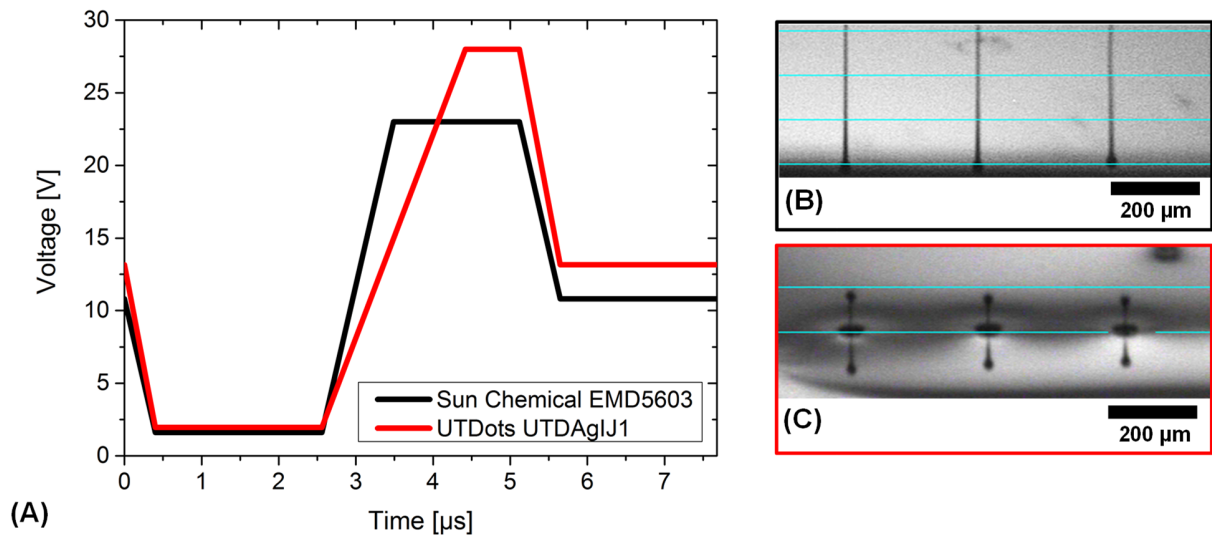 30
25
20
15
10
5
0
Voltage [V]
0 1 2 3 4 5 6 7
Time [µs]
Sun Chemical EMD5603
UTDots UTDAgIJ1
(A)
(B)
200 µm
(C)
200 µm